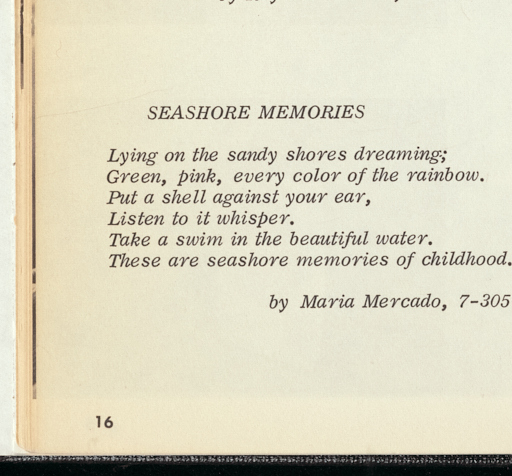 SEASHORE MEMORIES
Lying on the sandy shores dreaming;
Green, pink, every color of the rainbow.
Put a shell against your ear,
Listen to it whisper.
Take a swim in the beautiful water.
These are seashore memories of childhood.
by Maria Mercado, 7-305
16